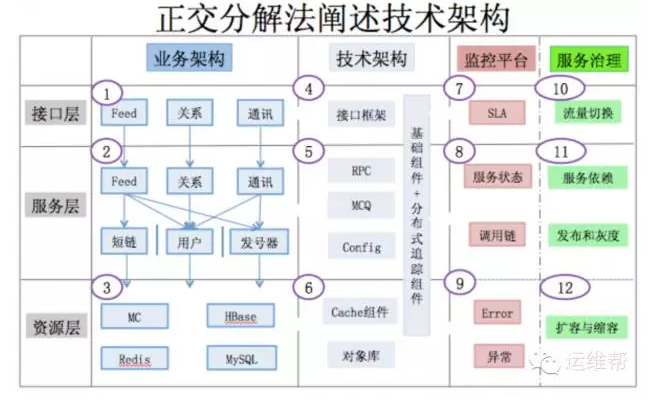 正交分解法阐述技术架构
业务架构 技术架构 监控平台 服务治理
1 4 7 10
接口层 Feed 关系 通讯 接口框架 SLA 流量切换
基础组件+分布式追踪组件
2 5 8 11
服务层 Feed 关系 通讯 RPC 服务状态 服务依赖
MCQ
短链 用户 发号器 Config 调用链 发布和灰度
3 6 9 12
资源层 MC HBase Cache组件 Error 扩容与缩容
Redis MySQL 对象库 异常
运维帮